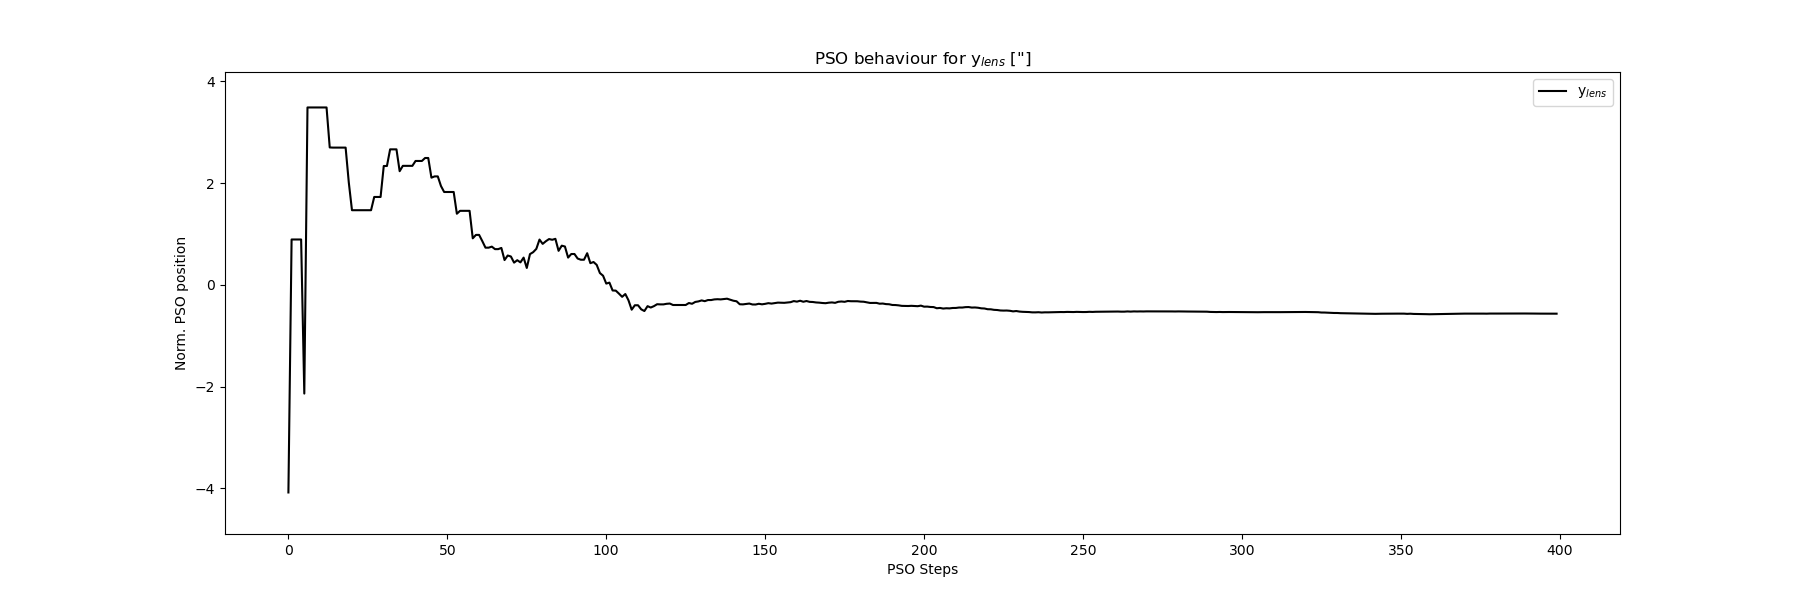 PSO behaviour for y_lens ["]
y_lens
4
2
0
−2
−4
Norm. PSO position
0 50 100 150 200 250 300 350 400
PSO Steps